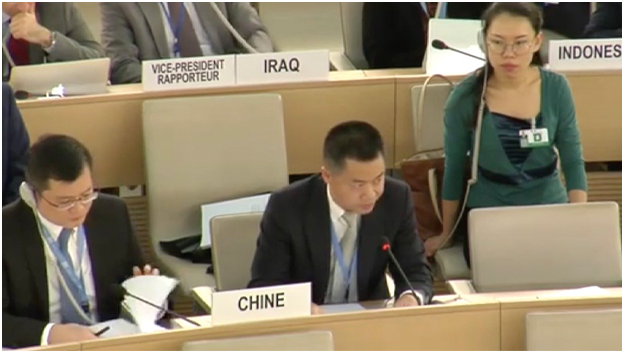 VICE-PRESIDENT
RAPPORTEUR
IRAQ
INDONES
CHINE